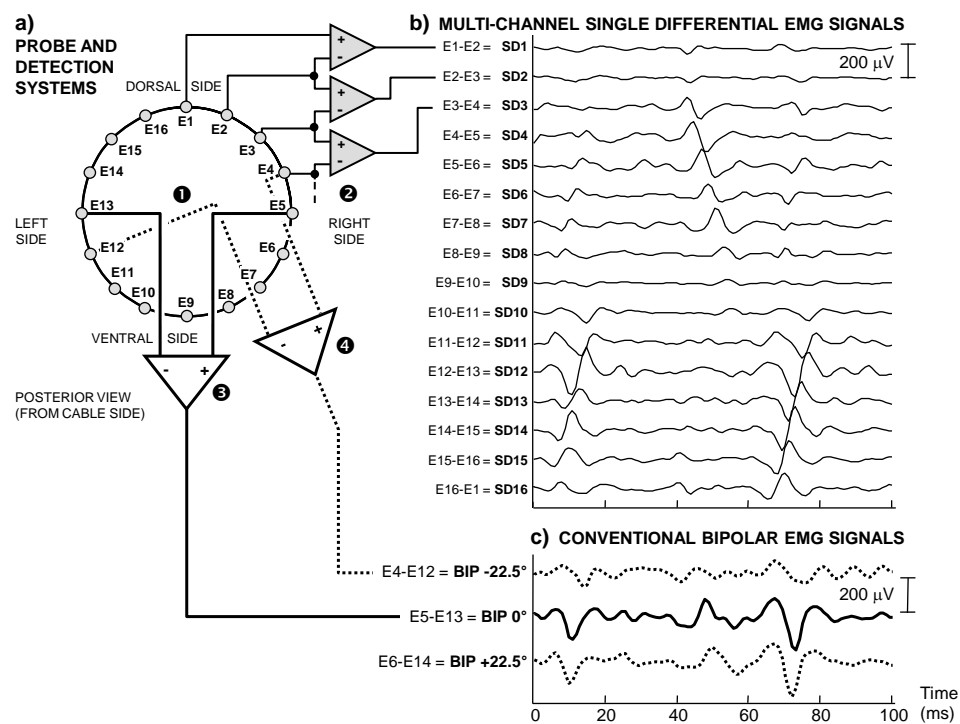 a)
PROBE AND
DETECTION
SYSTEMS
DORSAL SIDE
E1
E2
E3
E4
E5
E6
E7
E8
E9
E10
E11
E12
E13
E14
E15
E16
+
-
+
-
+
-
❶
❷
LEFT
SIDE
RIGHT
SIDE
VENTRAL SIDE
- +
❸
- +
❹
POSTERIOR VIEW
(FROM CABLE SIDE)
b) MULTI-CHANNEL SINGLE DIFFERENTIAL EMG SIGNALS
E1-E2 = SD1
E2-E3 = SD2
E3-E4 = SD3
E4-E5 = SD4
E5-E6 = SD5
E6-E7 = SD6
E7-E8 = SD7
E8-E9 = SD8
E9-E10 = SD9
E10-E11 = SD10
E11-E12 = SD11
E12-E13 = SD12
E13-E14 = SD13
E14-E15 = SD14
E15-E16 = SD15
E16-E1 = SD16
200 µV
c) CONVENTIONAL BIPOLAR EMG SIGNALS
E4-E12 = BIP -22.5°
E5-E13 = BIP 0°
E6-E14 = BIP +22.5°
200 µV
0 20 40 60 80 100
Time
(ms)